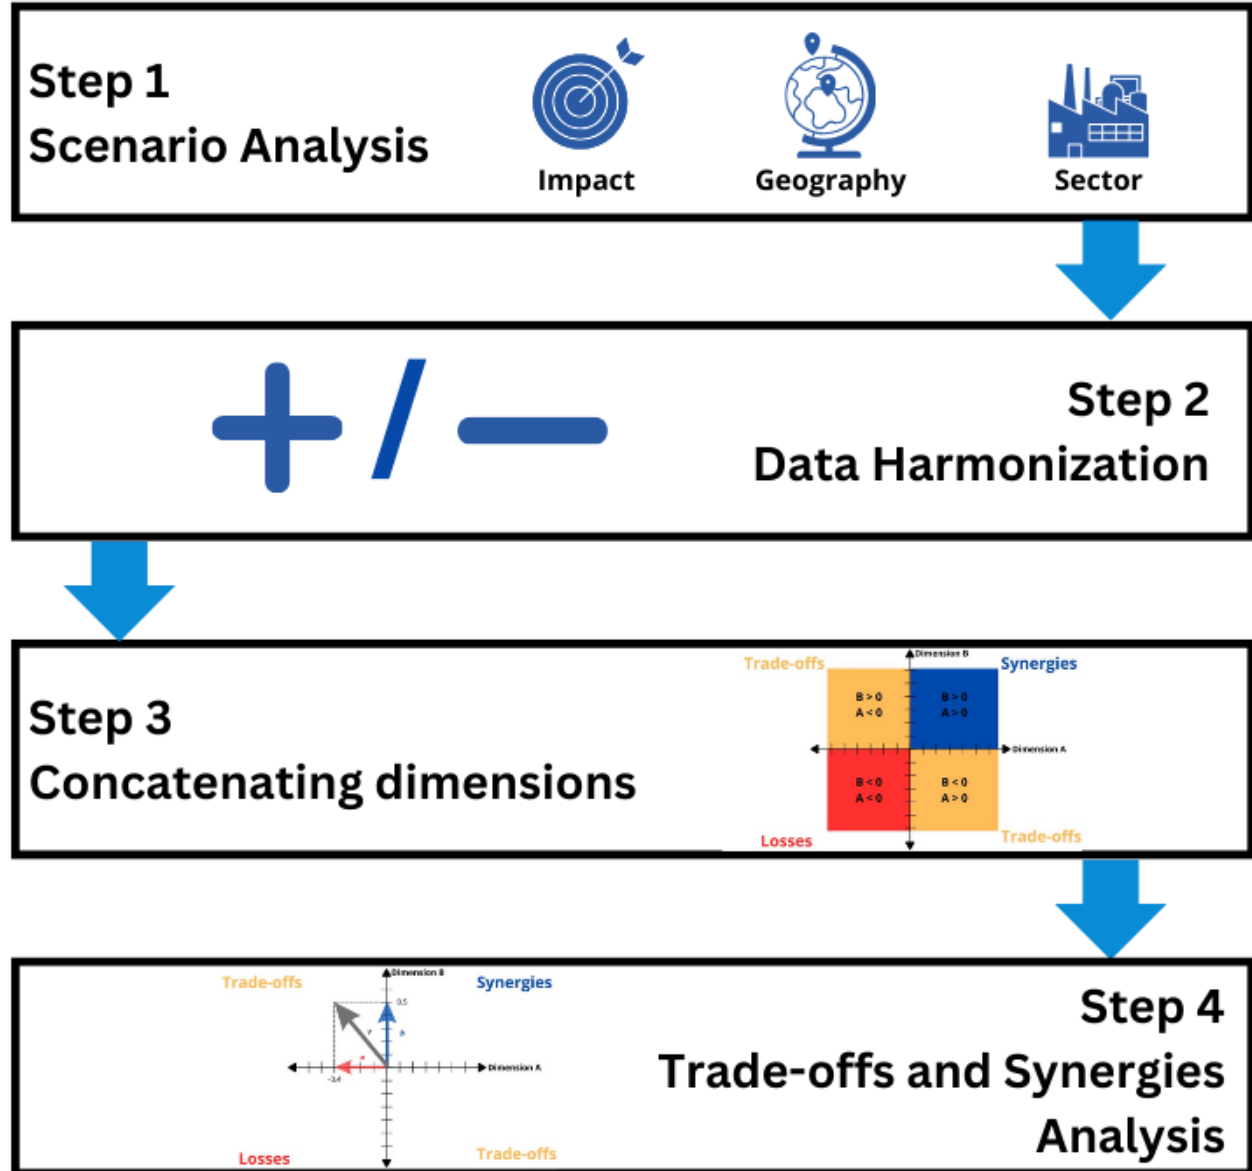 Step 1
Scenario Analysis
Impact
Geography
Sector
+ / −
Step 2
Data Harmonization
Step 3
Concatenating dimensions
Trade-offs
Dimension B
Synergies
B > 0
A < 0
B > 0
A > 0
Dimension A
B < 0
A < 0
B < 0
A > 0
Losses
Trade-offs
Step 4
Trade-offs and Synergies
Analysis
Trade-offs
Dimension B
Synergies
0.5
Dimension A
Losses
Trade-offs